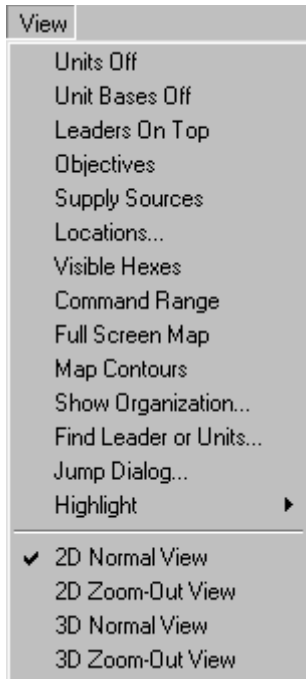 View
Units Off
Unit Bases Off
Leaders On Top
Objectives
Supply Sources
Locations...
Visible Hexes
Command Range
Full Screen Map
Map Contours
Show Organization...
Find Leader or Units...
Jump Dialog...
Highlight
2D Normal View
2D Zoom-Out View
3D Normal View
3D Zoom-Out View